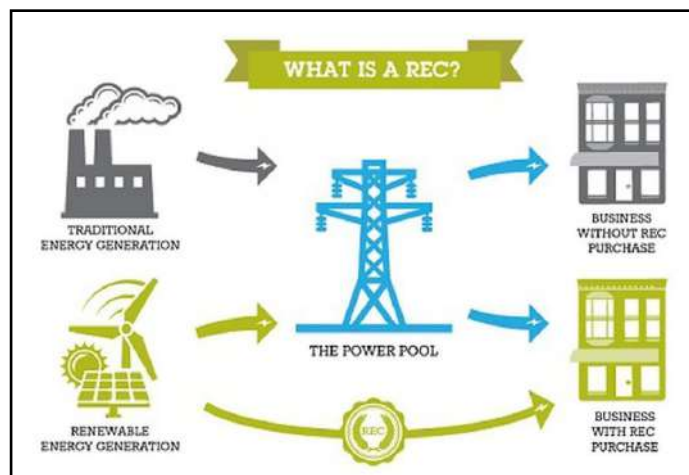 WHAT IS A REC?
TRADITIONAL
ENERGY GENERATION
BUSINESS
WITHOUT REC
PURCHASE
THE POWER POOL
RENEWABLE
ENERGY GENERATION
REC
BUSINESS
WITH REC
PURCHASE